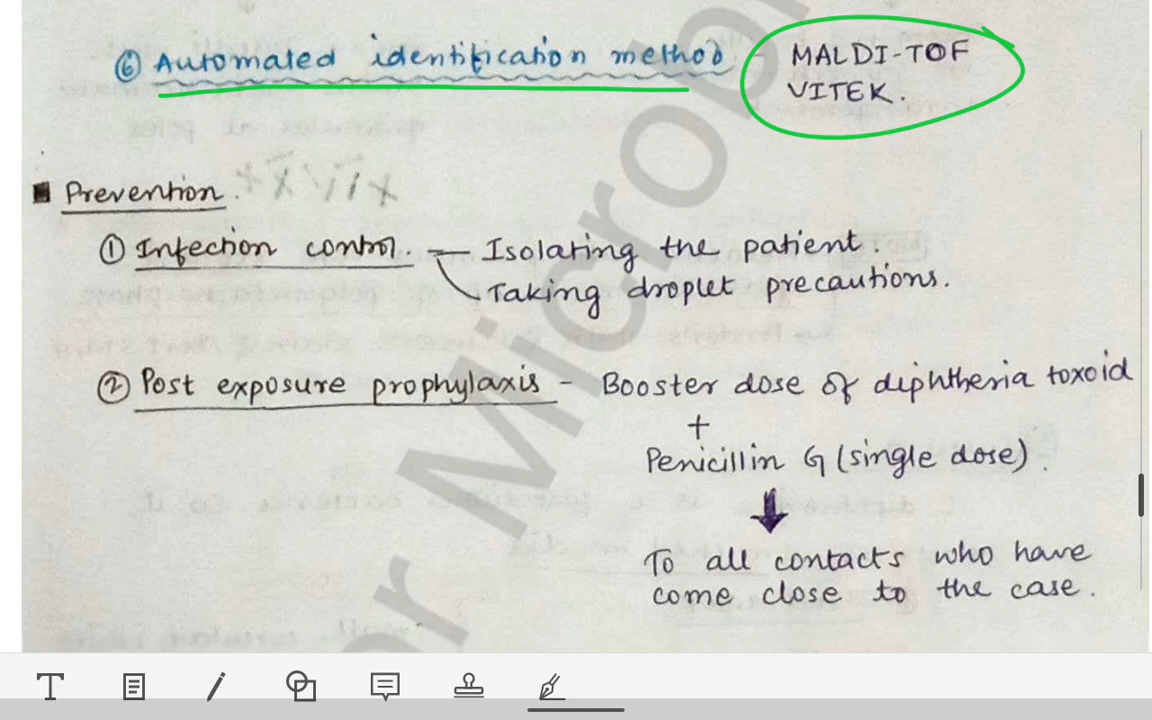 ⑥ Automated identification method - MALDI-TOF
VITEK.
Prevention.
① Infection control. - Isolating the patient
Taking droplet precautions.
② Post exposure prophylaxis - Booster dose of diphtheria toxoid
+
Penicillin G (single dose).
To all contacts who have
come close to the case.
or Microb
T